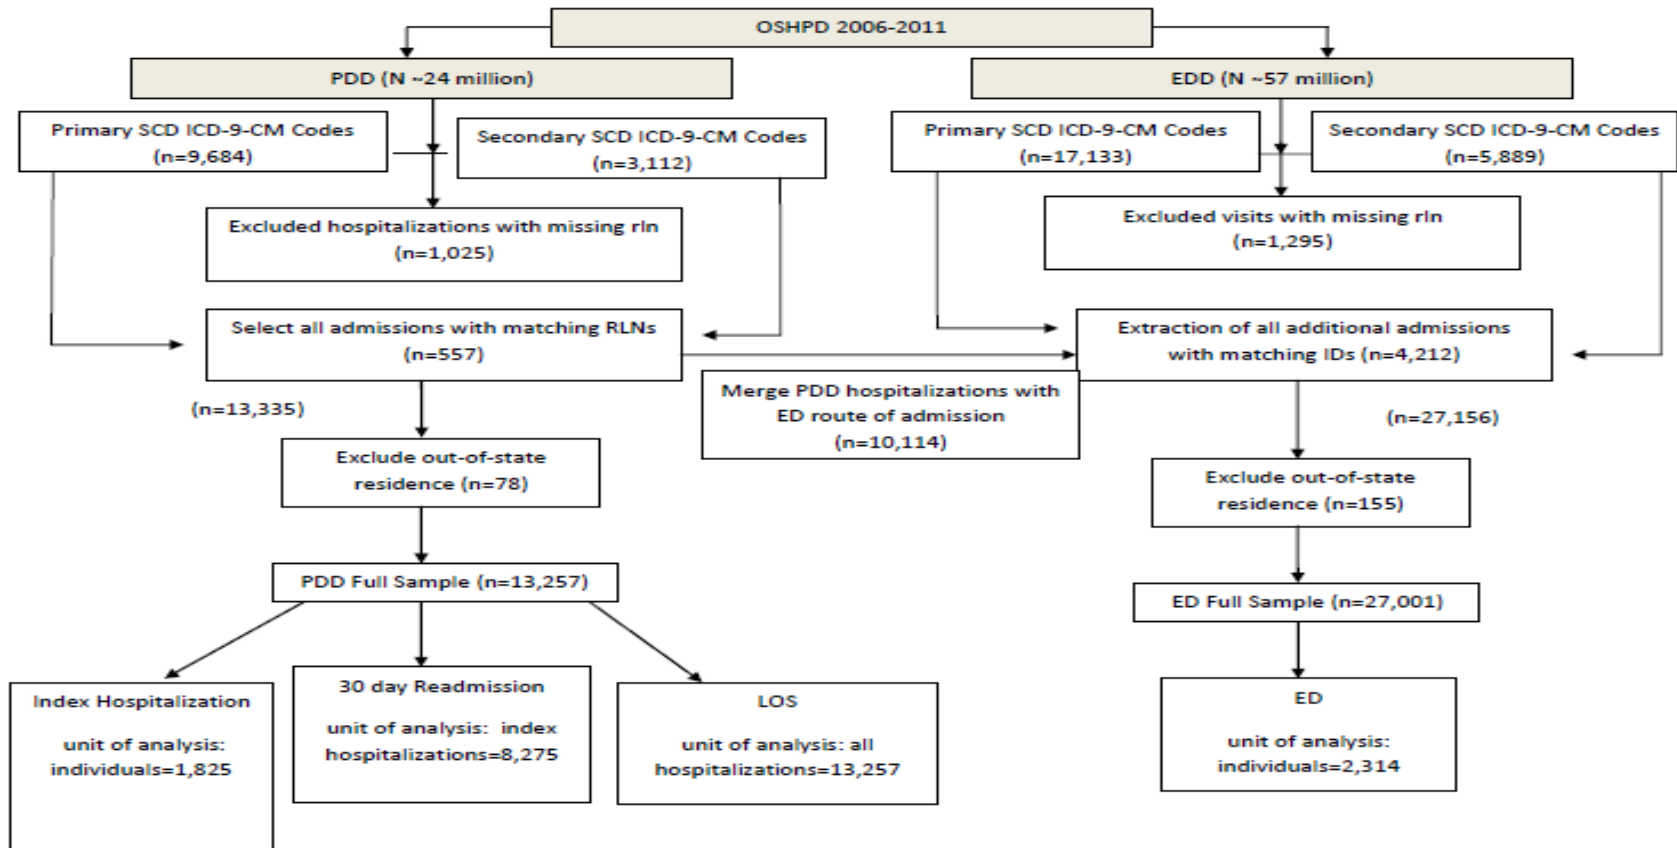 OSHPD 2006-2011
PDD (N ~24 million)
EDD (N ~57 million)
Primary SCD ICD-9-CM Codes
(n=9,684)
Secondary SCD ICD-9-CM Codes
(n=3,112)
Primary SCD ICD-9-CM Codes
(n=17,133)
Secondary SCD ICD-9-CM Codes
(n=5,889)
Excluded hospitalizations with missing rln
(n=1,025)
Excluded visits with missing rln
(n=1,295)
Select all admissions with matching RLNs
(n=557)
Extraction of all additional admissions
with matching IDs (n=4,212)
Merge PDD hospitalizations with
ED route of admission
(n=10,114)
(n=13,335)
(n=27,156)
Exclude out-of-state
residence (n=78)
Exclude out-of-state
residence (n=155)
PDD Full Sample (n=13,257)
ED Full Sample (n=27,001)
Index Hospitalization
unit of analysis:
individuals=1,825
30 day Readmission
unit of analysis: index
hospitalizations=8,275
LOS
unit of analysis: all
hospitalizations=13,257
ED
unit of analysis:
individuals=2,314